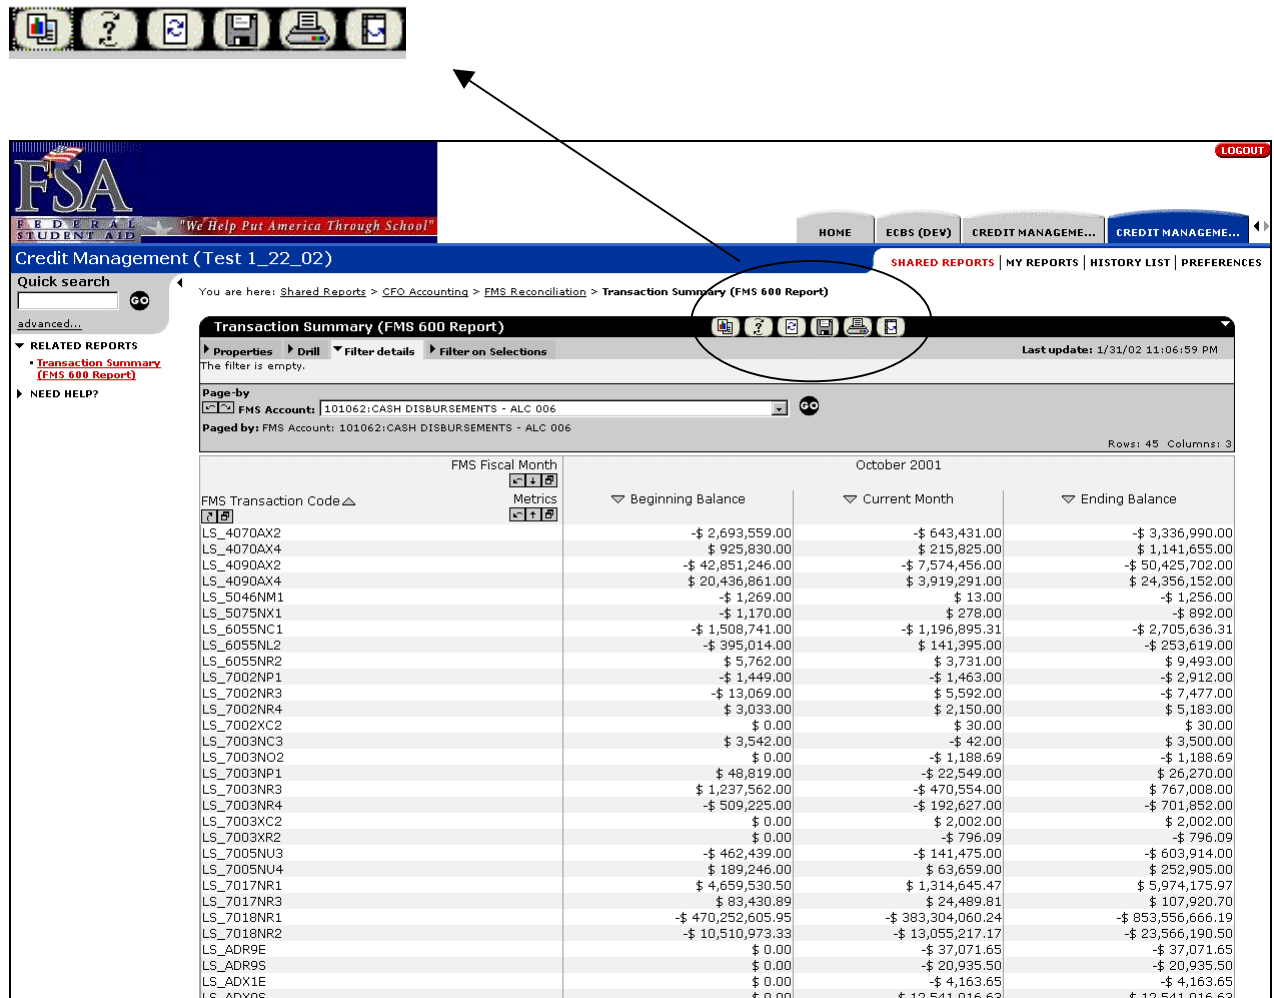 LOGOUT
FSA
FEDERAL
STUDENT AID
"We Help Put America Through School"
HOME ECBS (DEV) CREDIT MANAGEME... CREDIT MANAGEME...
Credit Management (Test 1_22_02)
SHARED REPORTS | MY REPORTS | HISTORY LIST | PREFERENCES
Quick search
GO
advanced...
RELATED REPORTS
Transaction Summary
(FMS 600 Report)
NEED HELP?
You are here: Shared Reports > CFO Accounting > FMS Reconciliation > Transaction Summary (FMS 600 Report)
Transaction Summary (FMS 600 Report)
Properties Drill Filter details Filter on Selections
Last update: 1/31/02 11:06:59 PM
The filter is empty.
Page-by
FMS Account: 101062:CASH DISBURSEMENTS - ALC 006 GO
Paged by: FMS Account: 101062:CASH DISBURSEMENTS - ALC 006
Rows: 45 Columns: 3
FMS Fiscal Month October 2001
FMS Transaction Code Metrics Beginning Balance Current Month Ending Balance
LS_4070AX2 -$ 2,693,559.00 -$ 643,431.00 -$ 3,336,990.00
LS_4070AX4 $ 925,830.00 $ 215,825.00 $ 1,141,655.00
LS_4090AX2 -$ 42,851,246.00 -$ 7,574,456.00 -$ 50,425,702.00
LS_4090AX4 $ 20,436,861.00 $ 3,919,291.00 $ 24,356,152.00
LS_5046NM1 -$ 1,269.00 $ 13.00 -$ 1,256.00
LS_5075NX1 -$ 1,170.00 $ 278.00 -$ 892.00
LS_6055NC1 -$ 1,508,741.00 -$ 1,196,895.31 -$ 2,705,636.31
LS_6055NL2 -$ 395,014.00 $ 141,395.00 -$ 253,619.00
LS_6055NR2 $ 5,762.00 $ 3,731.00 $ 9,493.00
LS_7002NP1 -$ 1,449.00 -$ 1,463.00 -$ 2,912.00
LS_7002NR3 -$ 13,069.00 $ 5,592.00 -$ 7,477.00
LS_7002NR4 $ 3,033.00 $ 2,150.00 $ 5,183.00
LS_7002XC2 $ 0.00 $ 30.00 $ 30.00
LS_7003NC3 $ 3,542.00 -$ 42.00 $ 3,500.00
LS_7003NO2 $ 0.00 -$ 1,188.69 -$ 1,188.69
LS_7003NP1 $ 48,819.00 -$ 22,549.00 $ 26,270.00
LS_7003NR3 $ 1,237,562.00 -$ 470,554.00 $ 767,008.00
LS_7003NR4 -$ 509,225.00 -$ 192,627.00 -$ 701,852.00
LS_7003XC2 $ 0.00 $ 2,002.00 $ 2,002.00
LS_7003XR2 $ 0.00 -$ 796.09 -$ 796.09
LS_7005NU3 -$ 462,439.00 -$ 141,475.00 -$ 603,914.00
LS_7005NU4 $ 189,246.00 $ 63,659.00 $ 252,905.00
LS_7017NR1 $ 4,659,530.50 $ 1,314,645.47 $ 5,974,175.97
LS_7017NR3 $ 83,430.89 $ 24,489.81 $ 107,920.70
LS_7018NR1 -$ 470,252,605.95 -$ 383,304,060.24 -$ 853,556,666.19
LS_7018NR2 -$ 10,510,973.33 -$ 13,055,217.17 -$ 23,566,190.50
LS_ADR9E $ 0.00 -$ 37,071.65 -$ 37,071.65
LS_ADR9S $ 0.00 -$ 20,935.50 -$ 20,935.50
LS_ADX1E $ 0.00 -$ 4,163.65 -$ 4,163.65